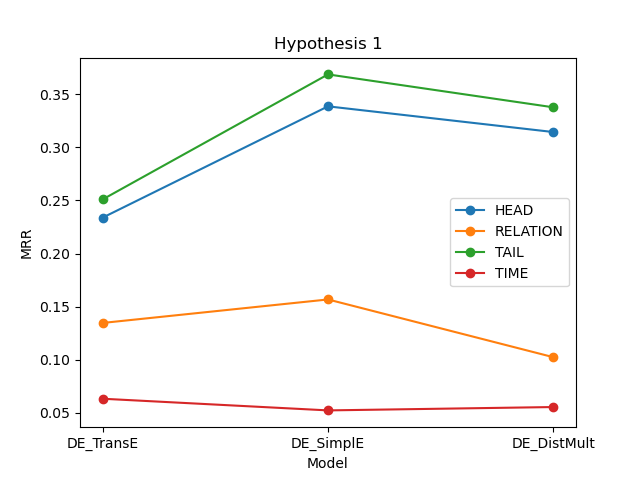 Hypothesis 1
MRR
0.35
0.30
0.25
0.20
0.15
0.10
0.05
HEAD
RELATION
TAIL
TIME
DE_TransE
DE_SimplE
DE_DistMult
Model